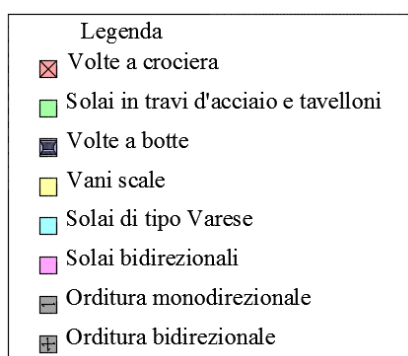 Legenda
Volte a crociera
Solai in travi d'acciaio e tavelloni
Volte a botte
Vani scale
Solai di tipo Varese
Solai bidirezionali
Orditura monodirezionale
Orditura bidirezionale